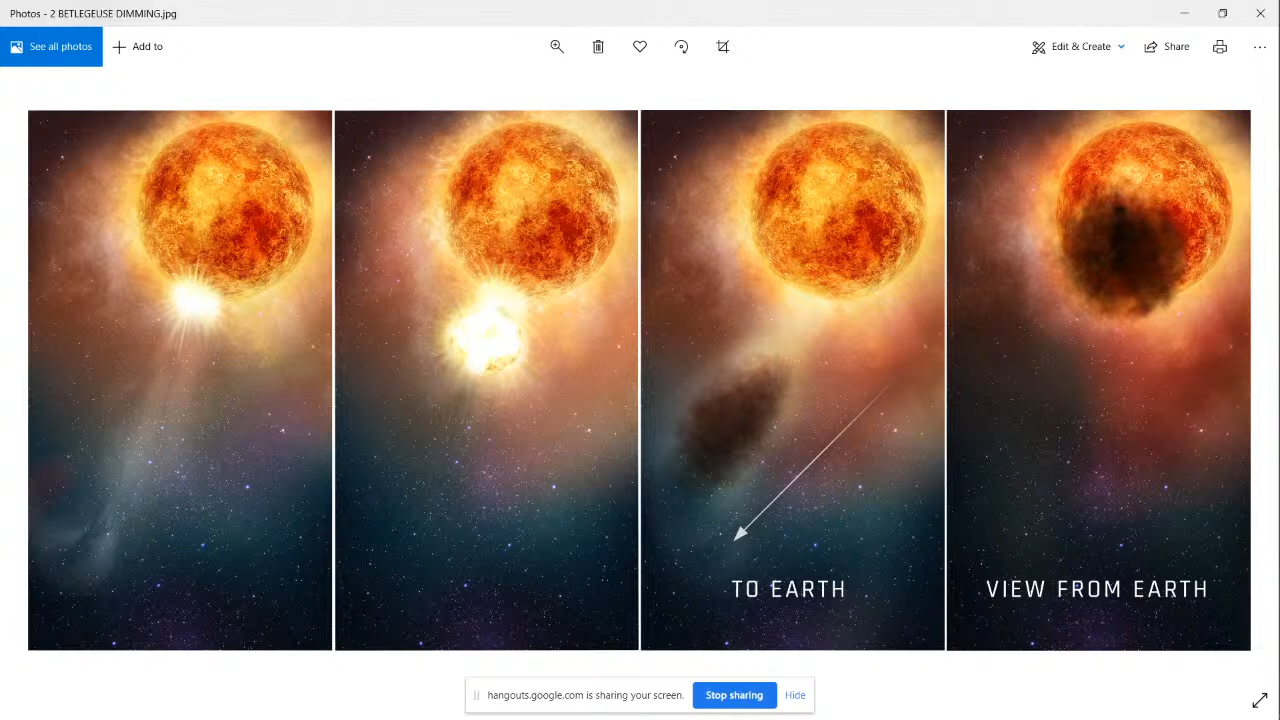 Photos - 2 BETLEGEUSE DIMMING.jpg
See all photos
Add to
Edit & Create
Share
TO EARTH
VIEW FROM EARTH
hangouts.google.com is sharing your screen.
Stop sharing
Hide